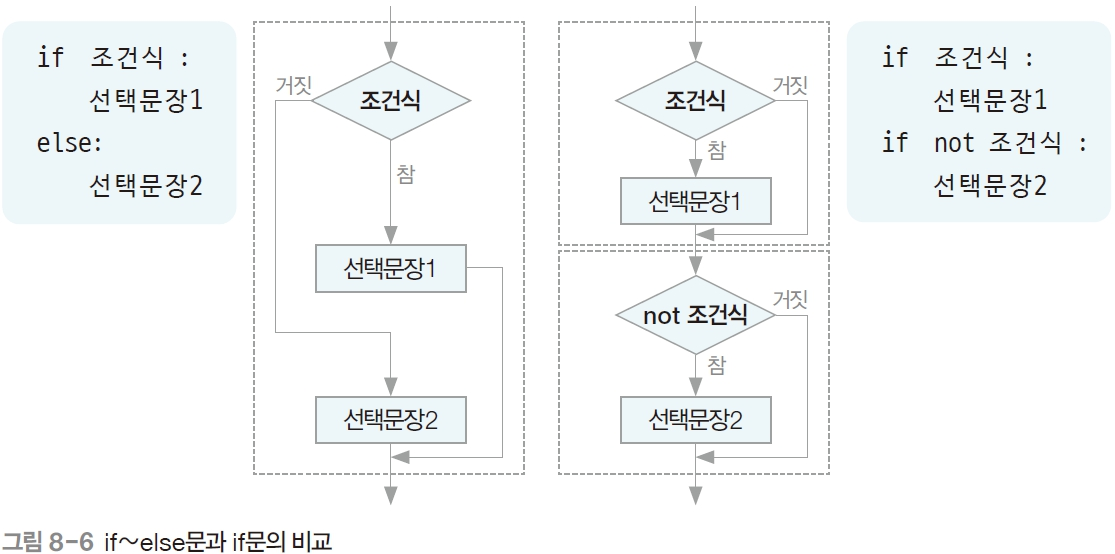 if 조건식 :
선택문장1
else:
선택문장2
거짓
조건식
참
선택문장1
선택문장2
조건식
거짓
참
선택문장1
not 조건식
거짓
참
선택문장2
if 조건식 :
선택문장1
if not 조건식 :
선택문장2
그림 8-6 if~else문과 if문의 비교